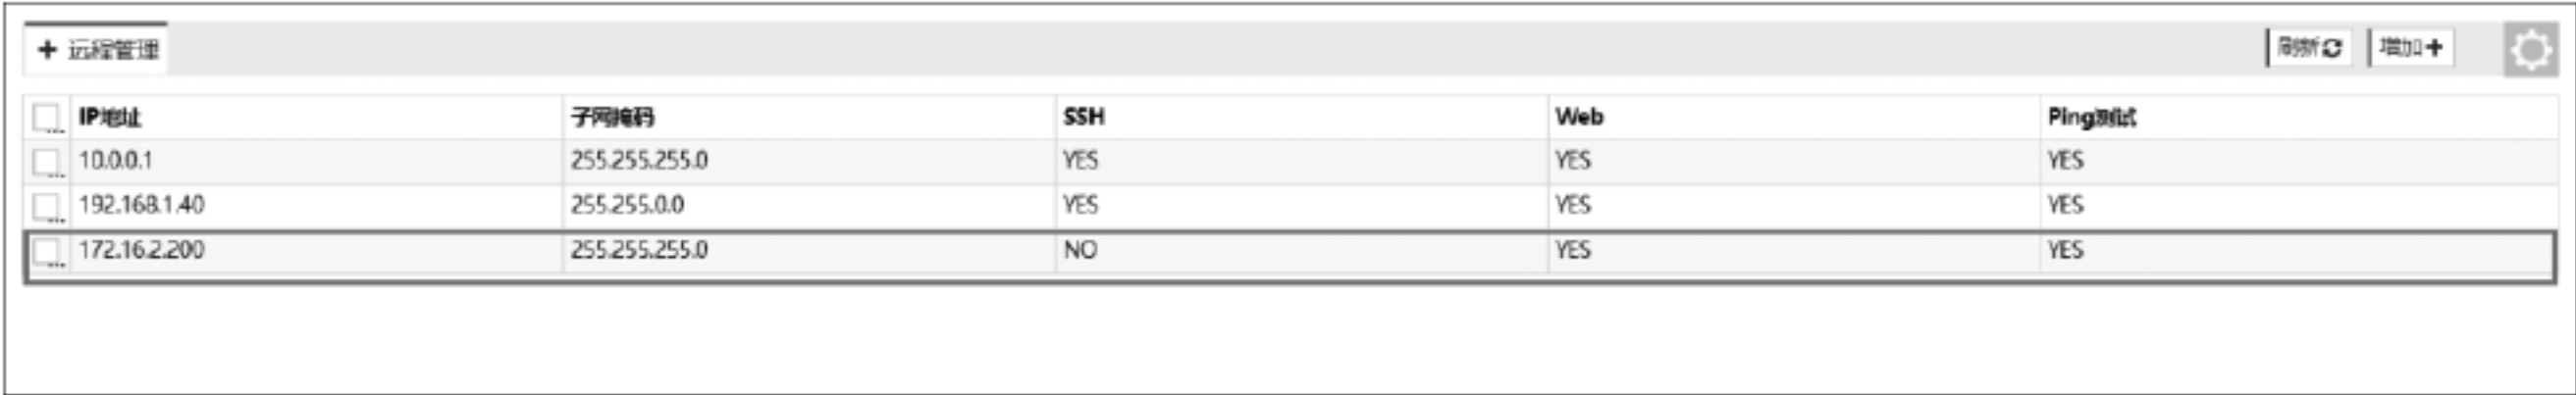 + 远程管理 刷新 增加+
IP地址 子网掩码 SSH Web Ping测试
10.0.0.1 255.255.255.0 YES YES YES
192.168.1.40 255.255.0.0 YES YES YES
172.16.2.200 255.255.255.0 NO YES YES